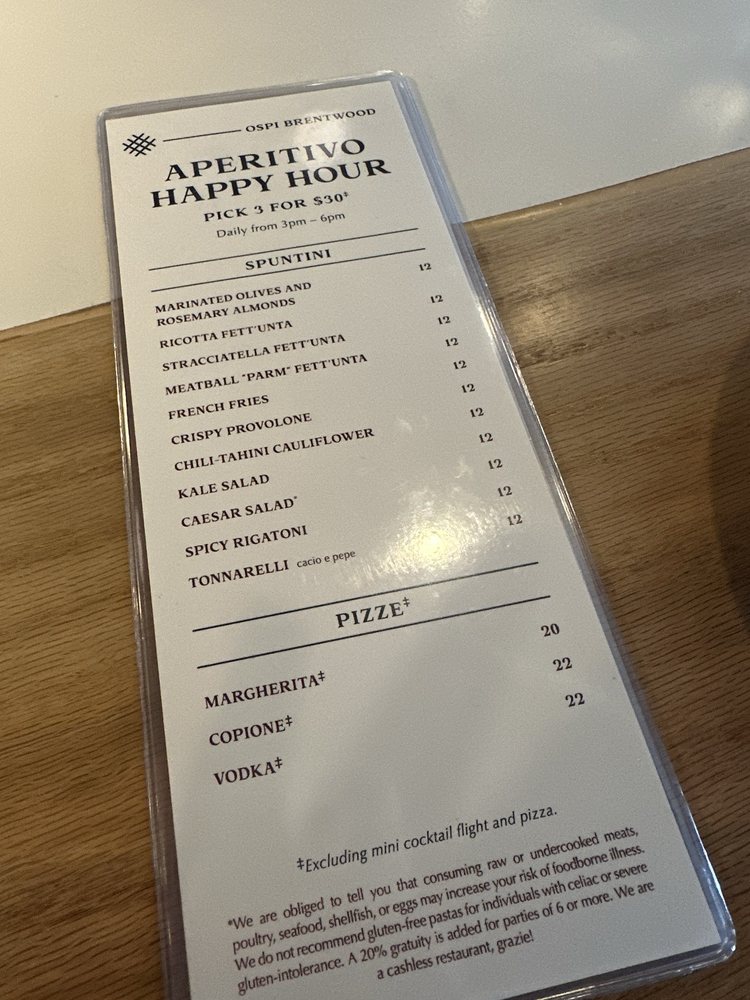 OSPI BRENTWOOD
APERITIVO
HAPPY HOUR
PICK 3 FOR $30‡
Daily from 3pm – 6pm
SPUNTINI
MARINATED OLIVES AND 12
ROSEMARY ALMONDS
RICOTTA FETT'UNTA 12
STRACCIATELLA FETT'UNTA 12
MEATBALL "PARM" FETT'UNTA 12
FRENCH FRIES 12
CRISPY PROVOLONE 12
CHILI-TAHINI CAULIFLOWER 12
KALE SALAD 12
CAESAR SALAD* 12
SPICY RIGATONI 12
TONNARELLI cacio e pepe 12
PIZZE‡
MARGHERITA‡ 20
COPIONE‡ 22
VODKA‡ 22
‡Excluding mini cocktail flight and pizza.
*We are obliged to tell you that consuming raw or undercooked meats,
poultry, seafood, shellfish, or eggs may increase your risk of foodborne illness.
We do not recommend gluten-free pastas for individuals with celiac or severe
gluten-intolerance. A 20% gratuity is added for parties of 6 or more. We are
a cashless restaurant, grazie!